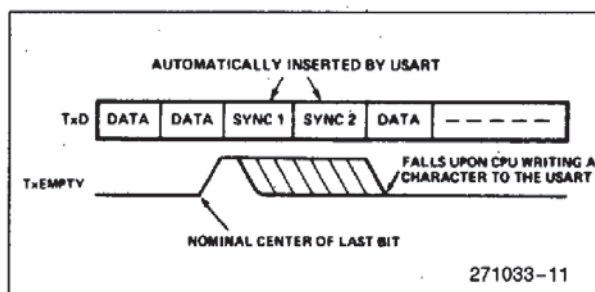 AUTOMATICALLY INSERTED BY USART
TxD DATA DATA SYNC 1 SYNC 2 DATA
TxEMPTY
FALLS UPON CPU WRITING A
CHARACTER TO THE USART
NOMINAL CENTER OF LAST BIT
271033-11